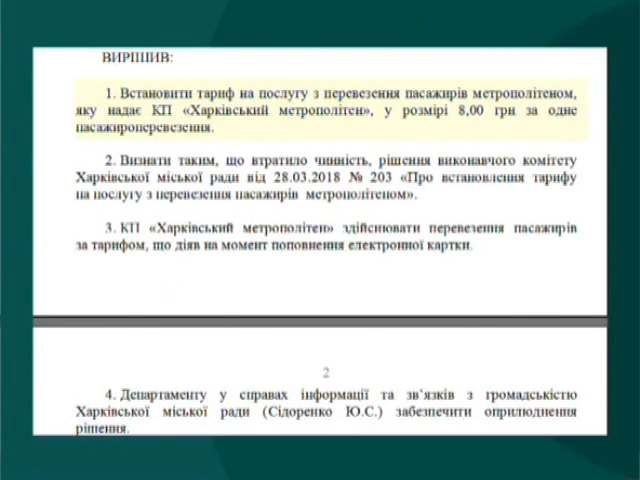 ВИРІШИВ:
1. Встановити тариф на послугу з перевезення пасажирів метрополітеном,
яку надає КП «Харківський метрополітен», у розмірі 8,00 грн за одне
пасажироперевезення.
2. Визнати таким, що втратило чинність, рішення виконавчого комітету
Харківської міської ради від 28.03.2018 № 203 «Про встановлення тарифу
на послугу з перевезення пасажирів метрополітеном».
3. КП «Харківський метрополітен» здійснювати перевезення пасажирів
за тарифом, що діяв на момент поповнення електронної картки.
2
4. Департаменту у справах інформації та зв’язків з громадськістю
Харківської міської ради (Сідоренко Ю.С.) забезпечити оприлюднення
рішення.